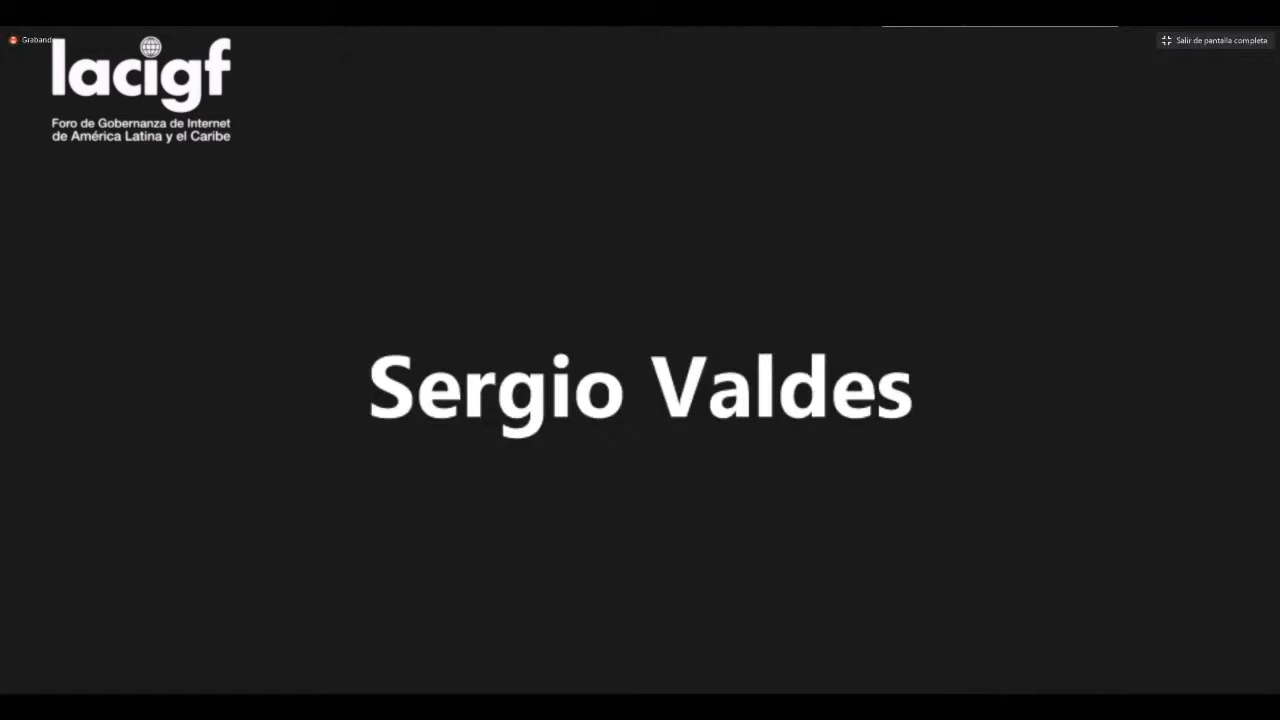 Grabando
Salir de pantalla completa
lacigf
Foro de Gobernanza de Internet
de América Latina y el Caribe
Sergio Valdes